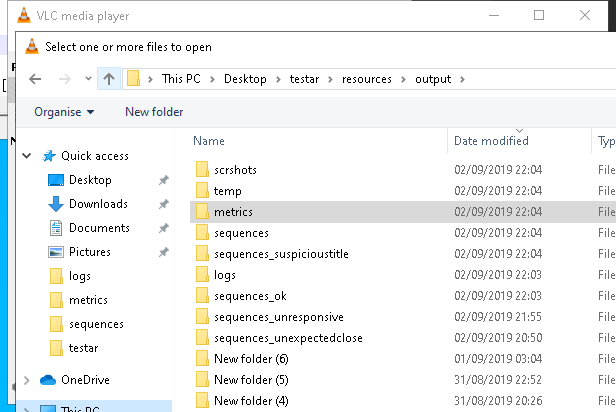 VLC media player
Select one or more files to open
This PC > Desktop > testar > resources > output >
Organise New folder
Name Date modified Typ
Quick access
Desktop
Downloads
Documents
Pictures
logs
metrics
sequences
testar
OneDrive
This PC
scrshots 02/09/2019 22:04 File
temp 02/09/2019 22:04 File
metrics 02/09/2019 22:04 File
sequences 02/09/2019 22:04 File
sequences_suspicioustitle 02/09/2019 22:04 File
logs 02/09/2019 22:03 File
sequences_ok 02/09/2019 22:03 File
sequences_unresponsive 02/09/2019 21:55 File
sequences_unexpectedclose 02/09/2019 20:50 File
New folder (6) 01/09/2019 03:04 File
New folder (5) 31/08/2019 22:52 File
New folder (4) 31/08/2019 20:26 File